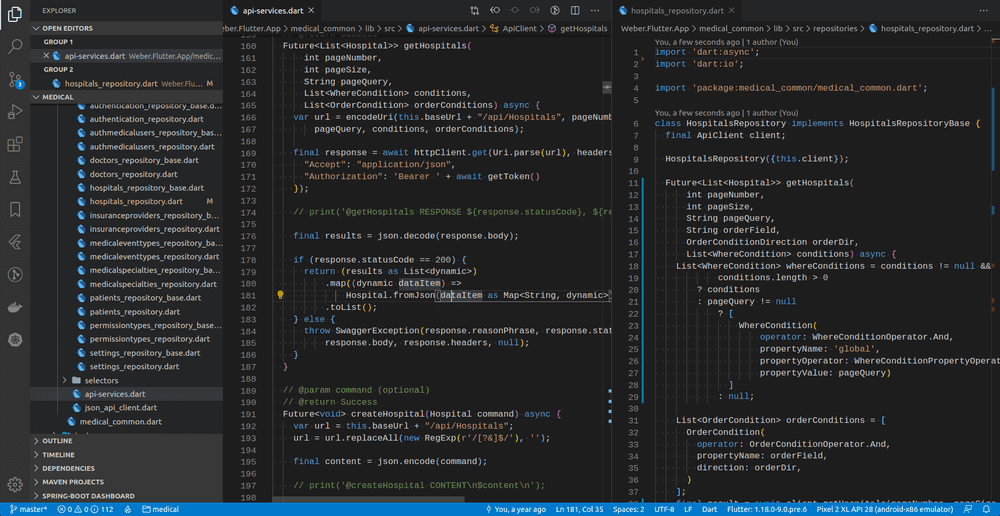 EXPLORER
OPEN EDITORS
GROUP 1
api-services.dart Weber.Flutter.App/medic...
GROUP 2
hospitals_repository.dart Weber.Flu... M
MEDICAL
authentication_repository_base.d...
authentication_repository.dart
authmedicalusers_repository_bas...
authmedicalusers_repository.dart
doctors_repository_base.dart
doctors_repository.dart
hospitals_repository_base.dart
hospitals_repository.dart M
insuranceproviders_repository_b...
insuranceproviders_repository.dart
medicaleventtypes_repository_ba...
medicaleventtypes_repository.dart
medicalspecialties_repository_ba...
medicalspecialties_repository.dart
patients_repository_base.dart
patients_repository.dart
permissiontypes_repository_base...
permissiontypes_repository.dart
settings_repository_base.dart
settings_repository.dart
selectors
api-services.dart
json_api_client.dart
medical_common.dart
OUTLINE
TIMELINE
DEPENDENCIES
MAVEN PROJECTS
SPRING-BOOT DASHBOARD
api-services.dart
eber.Flutter.App > medical_common > lib > src > api-services.dart > ApiClient > getHospitals
160 Future<List<Hospital>> getHospitals(
161 int pageNumber,
162 int pageSize,
163 String pageQuery,
164 List<WhereCondition> conditions,
165 List<OrderCondition> orderConditions) async {
166 var url = encodeUri(this.baseUrl + "/api/Hospitals", pageNumb
167 pageQuery, conditions, orderConditions);
168
169 final response = await httpClient.get(Uri.parse(url), headers
170 "Accept": "application/json",
171 "Authorization": 'Bearer ' + await getToken()
172 });
173
174 // print('@getHospitals RESPONSE ${response.statusCode}, ${re
175
176 final results = json.decode(response.body);
177
178 if (response.statusCode == 200) {
179 return (results as List<dynamic>)
180 .map((dynamic dataItem) =>
181 Hospital.fromJson(dataItem as Map<String, dynamic>)
182 .toList();
183 } else {
184 throw SwaggerException(response.reasonPhrase, response.stat
185 response.body, response.headers, null);
186 }
187 }
188
189 // @param command (optional)
190 // @return Success
191 Future<void> createHospital(Hospital command) async {
192 var url = this.baseUrl + "/api/Hospitals";
193 url = url.replaceAll(new RegExp(r'/[?&]$/'), '');
194
195 final content = json.encode(command);
196
197 // print('@createHospital CONTENT\n$content\n');
198
hospitals_repository.dart
Weber.Flutter.App > medical_common > lib > src > repositories > hospitals_repository.dart > ...
You, a few seconds ago | 1 author (You)
1 import 'dart:async';
2 import 'dart:io';
3
4 import 'package:medical_common/medical_common.dart';
5
You, a few seconds ago | 1 author (You)
6 class HospitalsRepository implements HospitalsRepositoryBase {
7 final ApiClient client;
8
9 HospitalsRepository({this.client});
10
11 Future<List<Hospital>> getHospitals(
12 int pageNumber,
13 int pageSize,
14 String pageQuery,
15 String orderField,
16 OrderConditionDirection orderDir,
17 List<WhereCondition> conditions) async {
18 List<WhereCondition> whereConditions = conditions != null &&
19 conditions.length > 0
20 ? conditions
21 : pageQuery != null
22 ? [
23 WhereCondition(
24 operator: WhereConditionOperator.And,
25 propertyName: 'global',
26 propertyOperator: WhereConditionPropertyOperat
27 propertyValue: pageQuery)
28 ]
29 : null;
30
31 List<OrderCondition> orderConditions = [
32 OrderCondition(
33 operator: OrderConditionOperator.And,
34 propertyName: orderField,
35 direction: orderDir,
36 )
37 ];
master* 0 0 112 medical You, a year ago Ln 181, Col 35 Spaces: 2 UTF-8 LF Dart Flutter: 1.18.0-9.0.pre.6 Pixel 2 XL API 28 (android-x86 emulator)